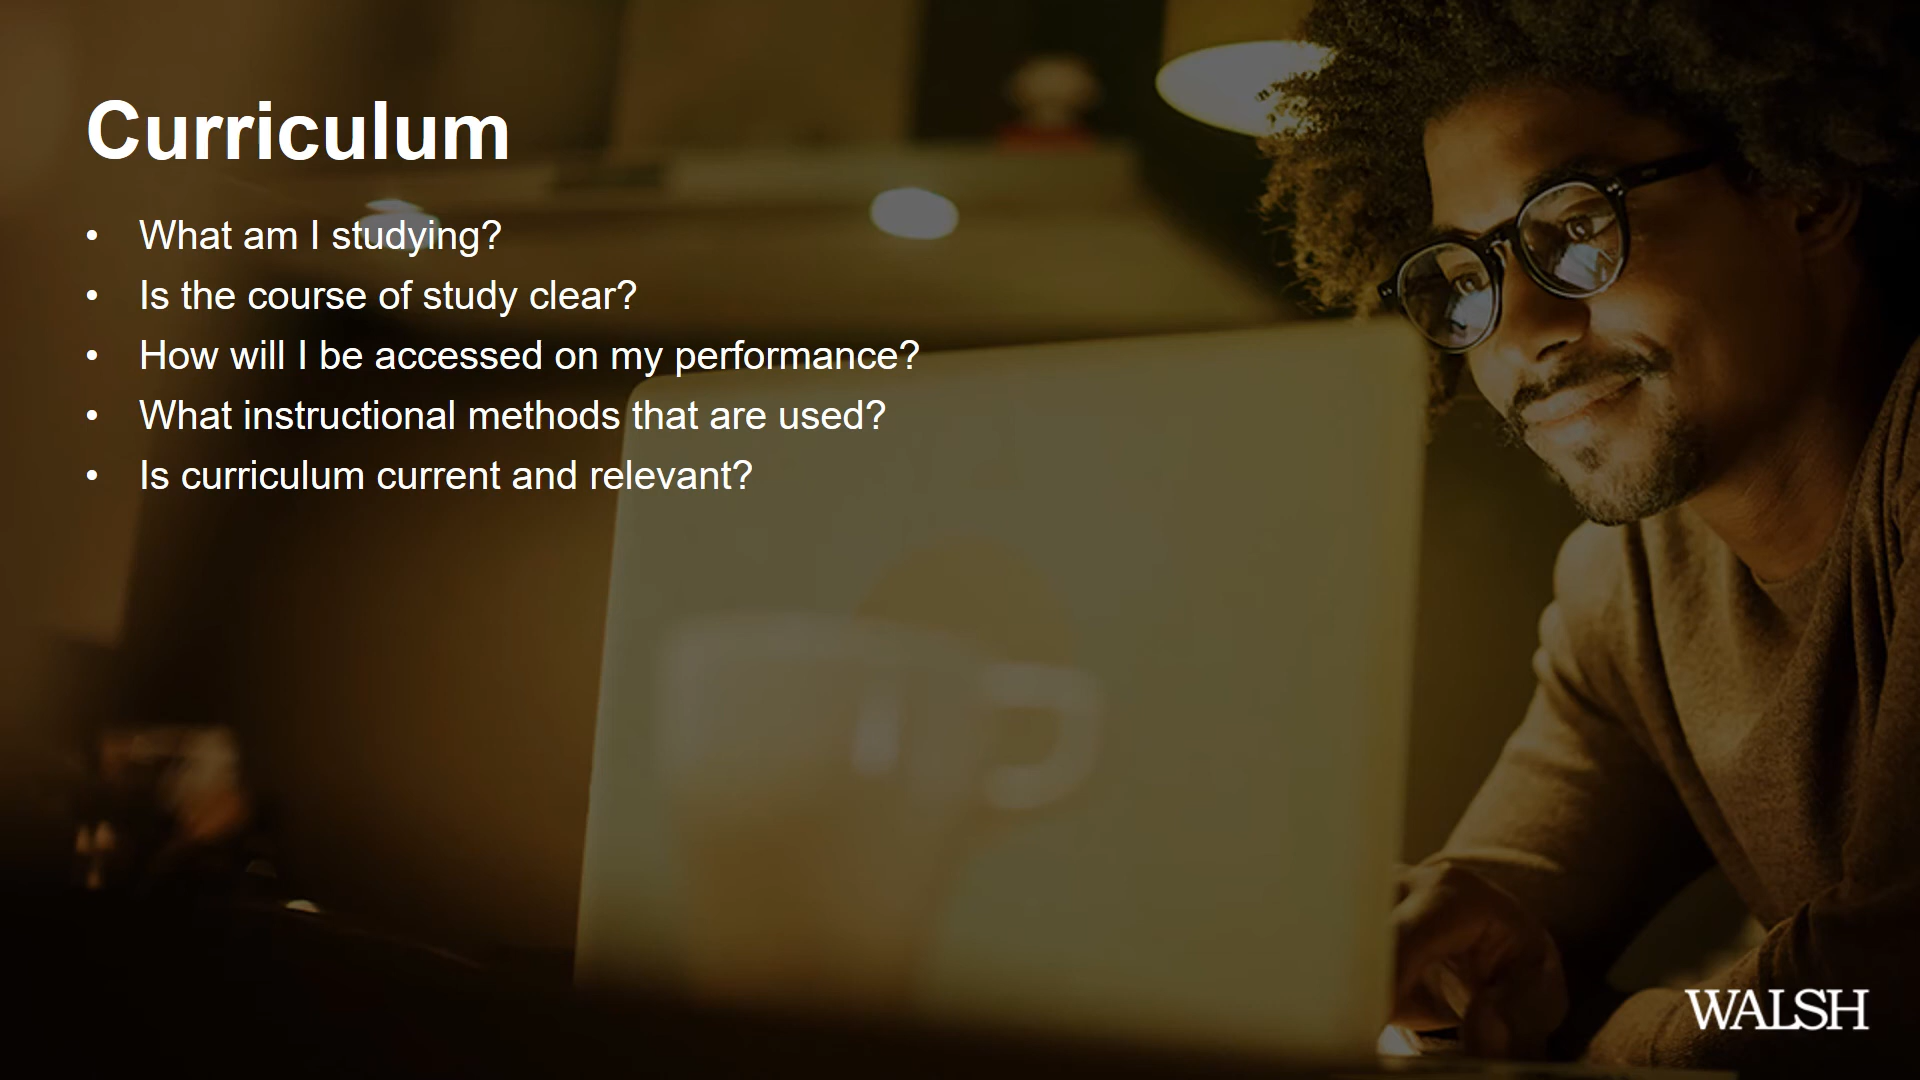 Curriculum
• What am I studying?
• Is the course of study clear?
• How will I be accessed on my performance?
• What instructional methods that are used?
• Is curriculum current and relevant?
WALSH